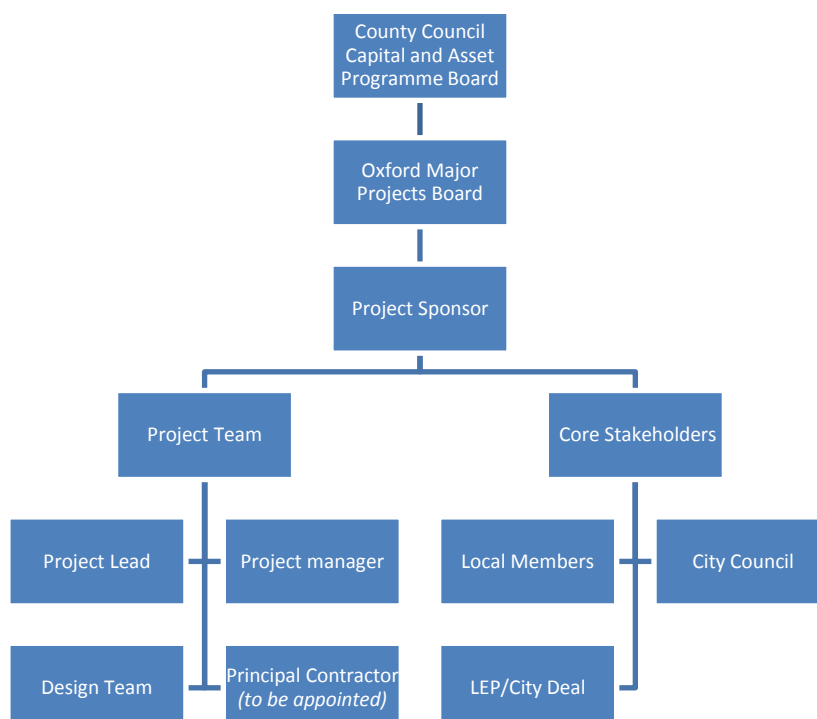 County Council
Capital and Asset
Programme Board
Oxford Major
Projects Board
Project Sponsor
Project Team
Core Stakeholders
Project Lead
Project manager
Local Members
City Council
Design Team
Principal Contractor
(to be appointed)
LEP/City Deal